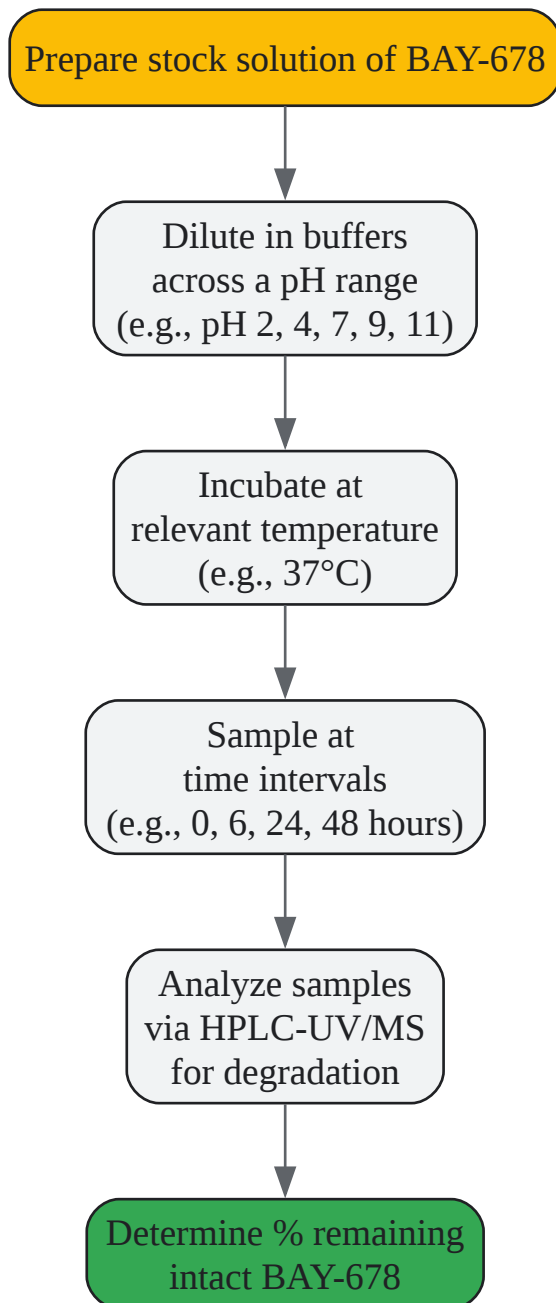 Prepare stock solution of BAY-678
Dilute in buffers
across a pH range
(e.g., pH 2, 4, 7, 9, 11)
Incubate at
relevant temperature
(e.g., 37°C)
Sample at
time intervals
(e.g., 0, 6, 24, 48 hours)
Analyze samples
via HPLC-UV/MS
for degradation
Determine % remaining
intact BAY-678